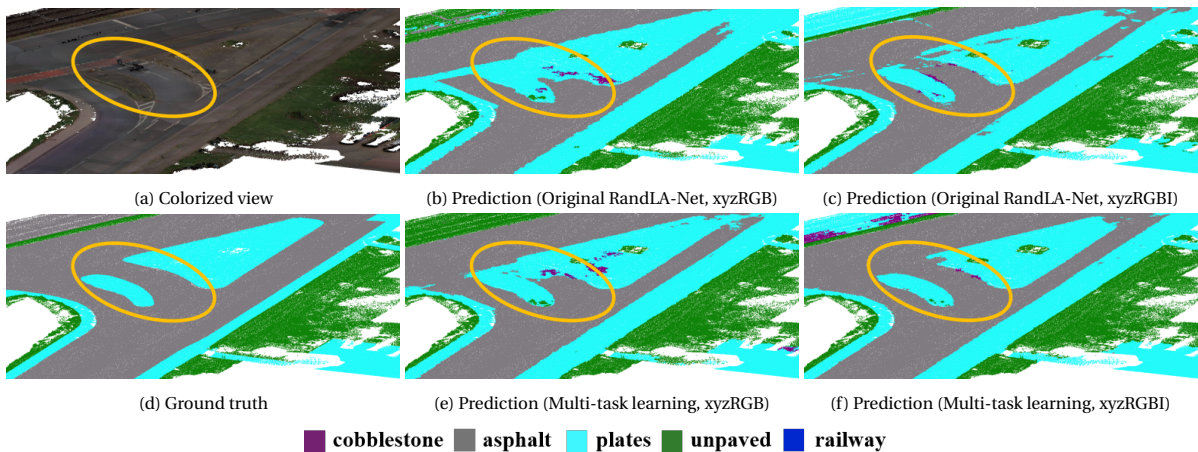 (a) Colorized view
(b) Prediction (Original RandLA-Net, xyzRGB)
(c) Prediction (Original RandLA-Net, xyzRGBI)
(d) Ground truth
(e) Prediction (Multi-task learning, xyzRGB)
(f) Prediction (Multi-task learning, xyzRGBI)
cobblestone asphalt plates unpaved railway